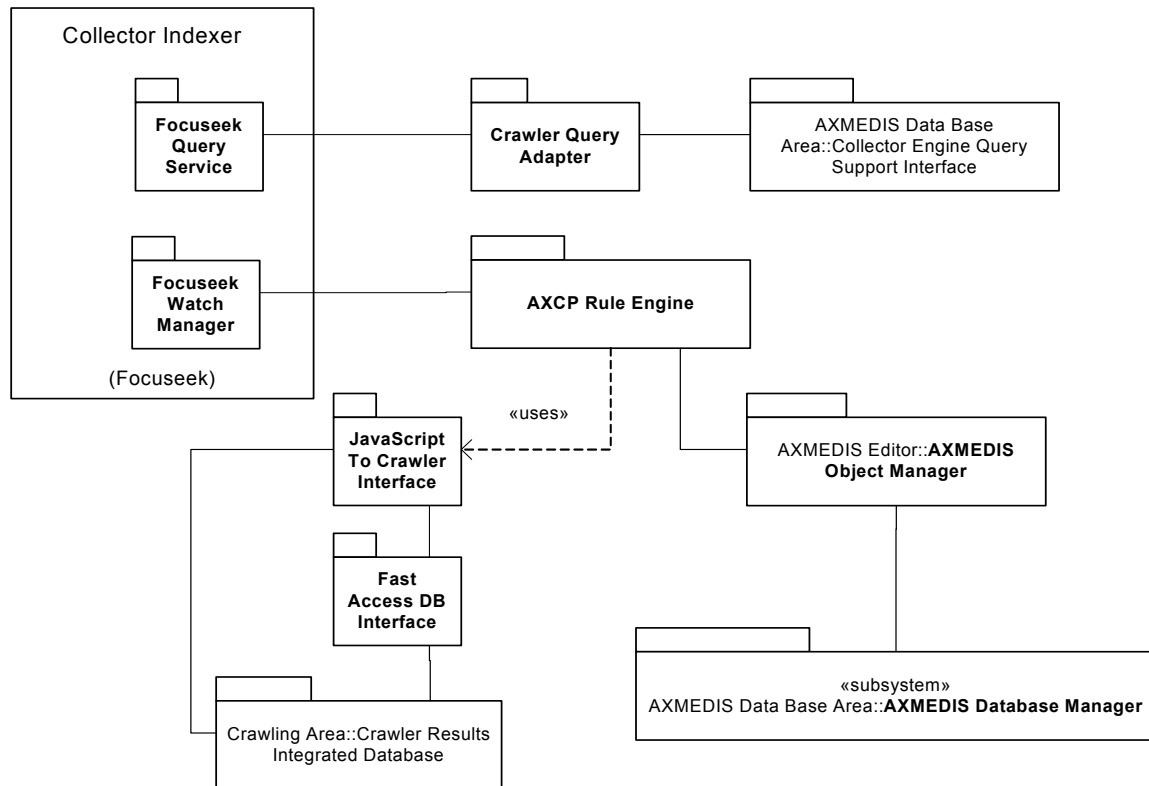 Collector Indexer
Focuseek
Query
Service
Crawler Query
Adapter
AXMEDIS Data Base
Area::Collector Engine Query
Support Interface
Focuseek
Watch
Manager
AXCP Rule Engine
(Focuseek)
«uses»
JavaScript
To Crawler
Interface
AXMEDIS Editor::AXMEDIS
Object Manager
Fast
Access DB
Interface
«subsystem»
AXMEDIS Data Base Area::AXMEDIS Database Manager
Crawling Area::Crawler Results
Integrated Database